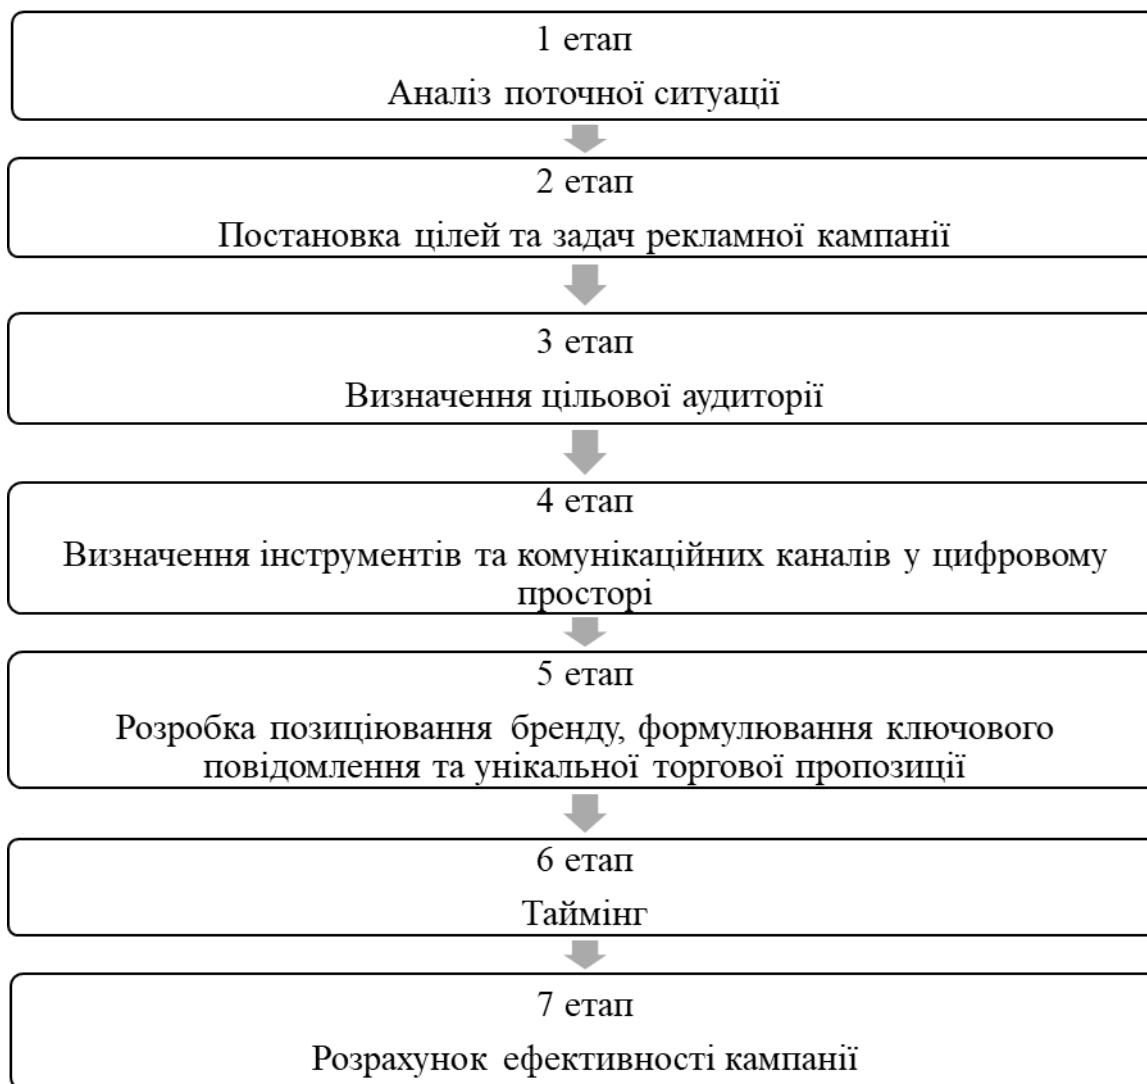 1 етап
Аналіз поточної ситуації
2 етап
Постановка цілей та задач рекламної кампанії
3 етап
Визначення цільової аудиторії
4 етап
Визначення інструментів та комунікаційних каналів у цифровому
просторі
5 етап
Розробка позиціювання бренду, формулювання ключового
повідомлення та унікальної торгової пропозиції
6 етап
Таймінг
7 етап
Розрахунок ефективності кампанії